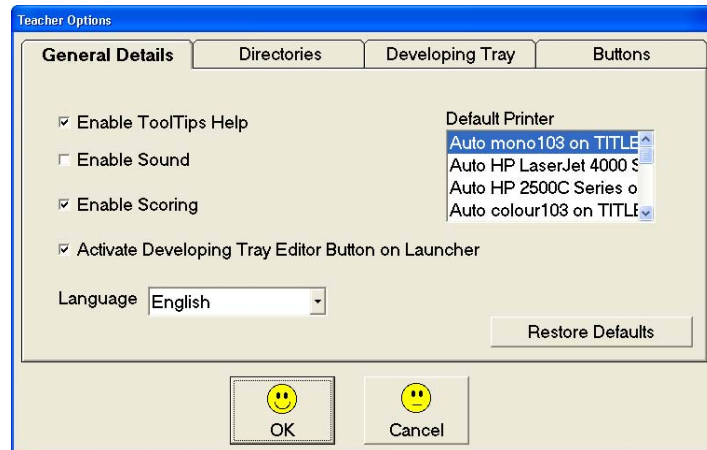 Teacher Options
General Details
Directories
Developing Tray
Buttons
Enable ToolTips Help
Enable Sound
Enable Scoring
Activate Developing Tray Editor Button on Launcher
Language English
Default Printer
Auto mono103 on TITLE
Auto HP LaserJet 4000 S
Auto HP 2500C Series o
Auto colour103 on TITLE
Restore Defaults
OK
Cancel